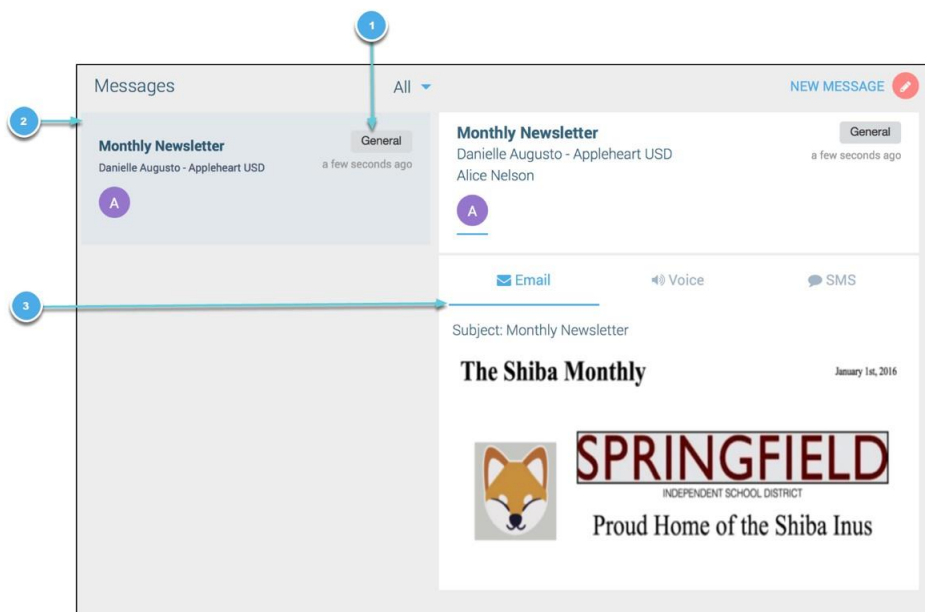 1
Messages
All
NEW MESSAGE
2
Monthly Newsletter
General
Danielle Augusto - Appleheart USD
a few seconds ago
A
Monthly Newsletter
General
Danielle Augusto - Appleheart USD
a few seconds ago
Alice Nelson
A
Email
Voice
SMS
3
Subject: Monthly Newsletter
The Shiba Monthly
January 1st, 2016
SPRINGFIELD
INDEPENDENT SCHOOL DISTRICT
Proud Home of the Shiba Inus